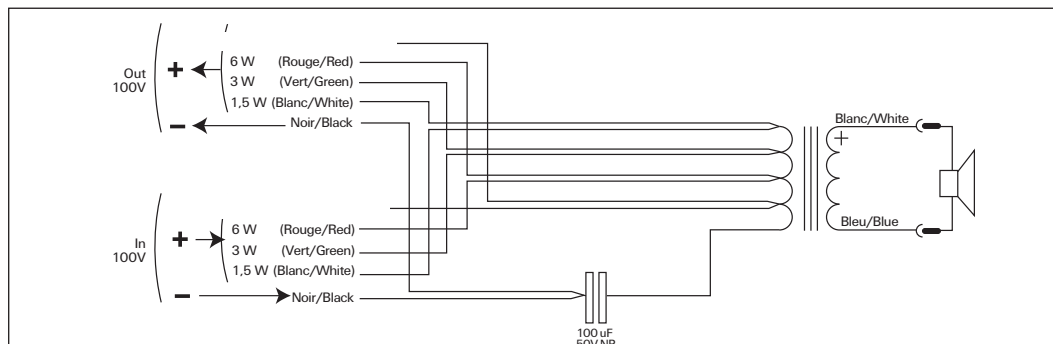 Out
100V
+
−
6 W (Rouge/Red)
3 W (Vert/Green)
1,5 W (Blanc/White)
Noir/Black
In
100V
+
−
6 W (Rouge/Red)
3 W (Vert/Green)
1,5 W (Blanc/White)
Noir/Black
100 uF
50V NP
Blanc/White
+
Bleu/Blue